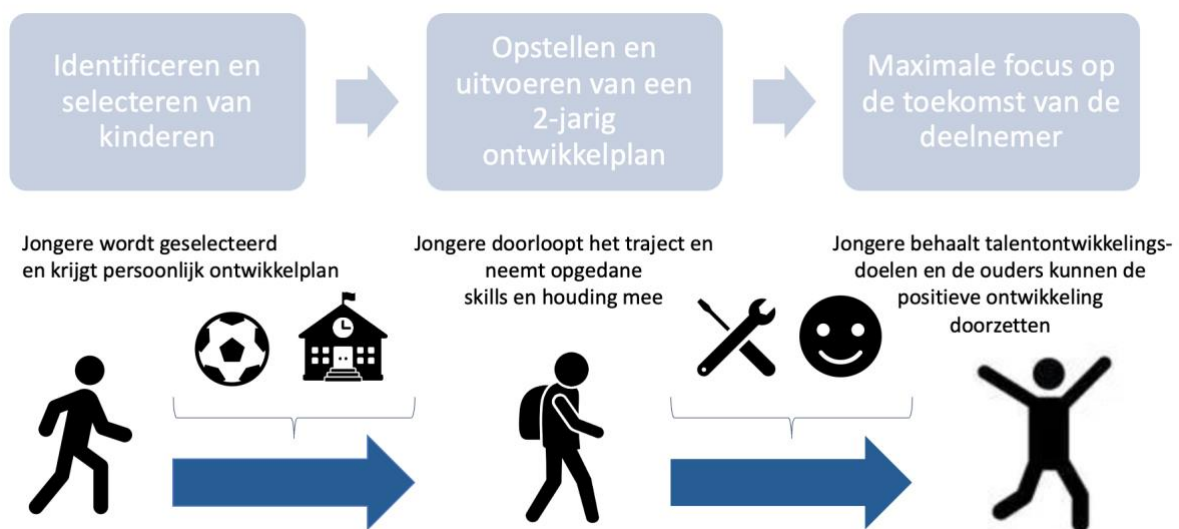 Identificeren en
selecteren van
kinderen
Opstellen en
uitvoeren van een
2-jarig
ontwikkelplan
Maximale focus op
de toekomst van de
deelnemer
Jongere wordt geselecteerd
en krijgt persoonlijk ontwikkelplan
Jongere doorloopt het traject en
neemt opgedane
skills en houding mee
Jongere behaalt talentontwikkelings-
doelen en de ouders kunnen de
positieve ontwikkeling
doorzetten